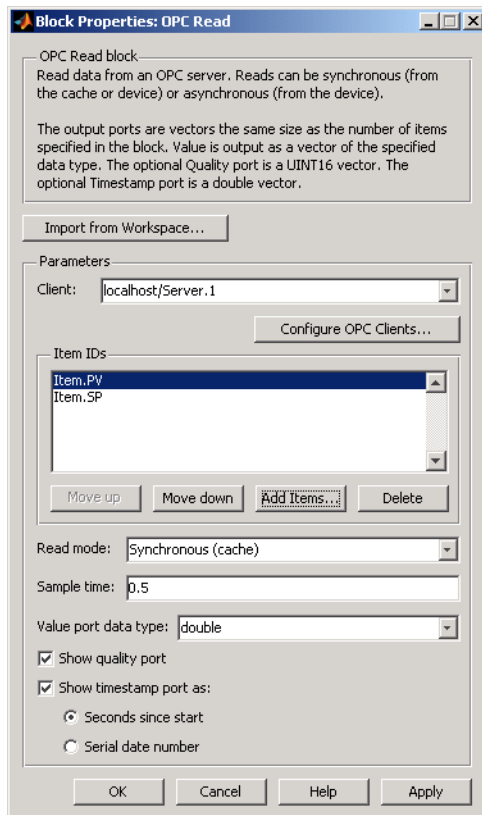 Block Properties: OPC Read
OPC Read block
Read data from an OPC server. Reads can be synchronous (from
the cache or device) or asynchronous (from the device).
The output ports are vectors the same size as the number of items
specified in the block. Value is output as a vector of the specified
data type. The optional Quality port is a UINT16 vector. The
optional Timestamp port is a double vector.
Import from Workspace...
Parameters
Client: localhost/Server.1
Configure OPC Clients...
Item IDs
Item.PV
Item.SP
Move up Move down Add Items... Delete
Read mode: Synchronous (cache)
Sample time: 0.5
Value port data type: double
Show quality port
Show timestamp port as:
Seconds since start
Serial date number
OK Cancel Help Apply